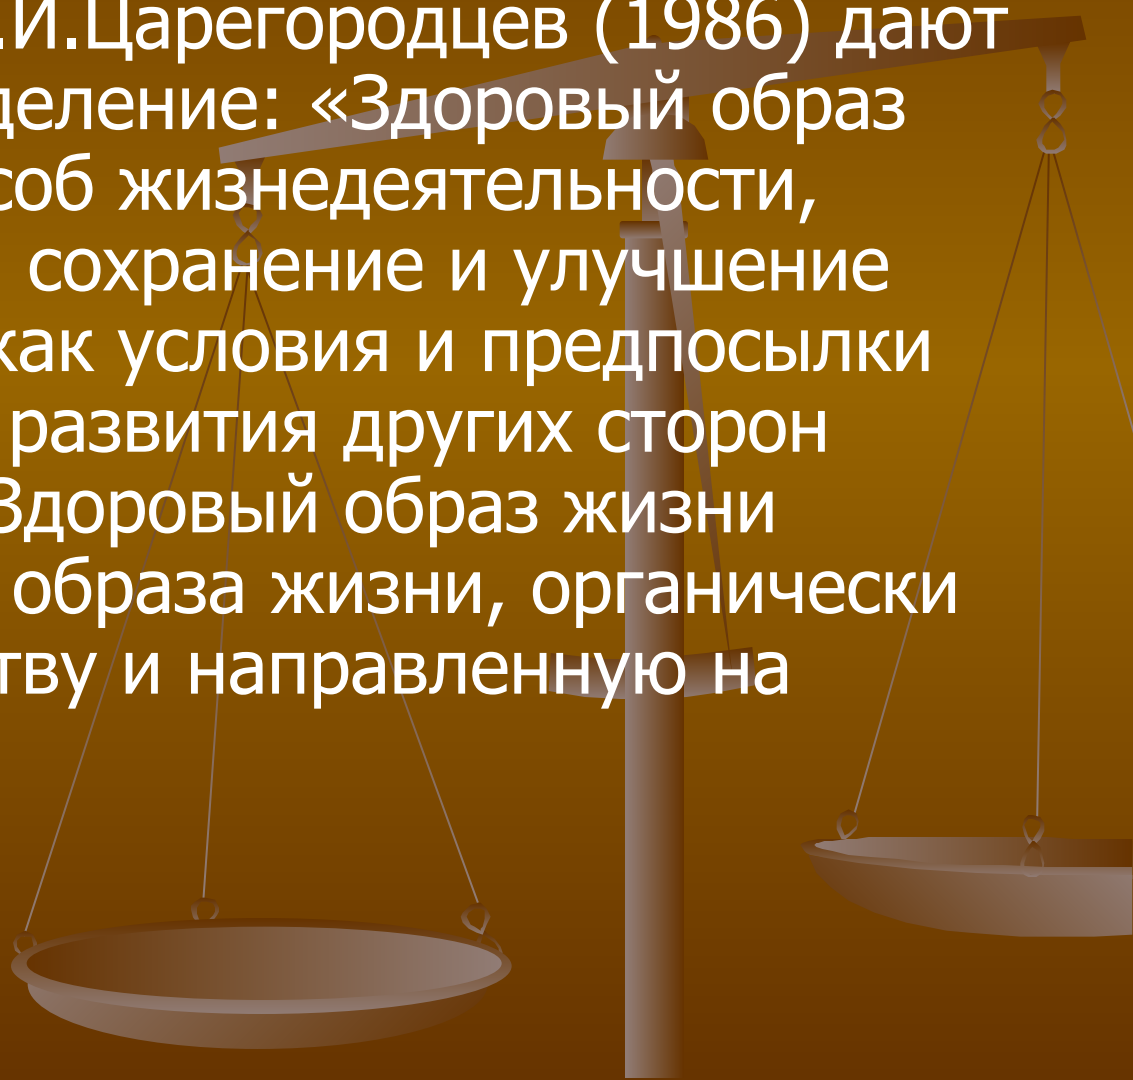 .И.Царегородцев (1986) дают
деление: «Здоровый образ
соб жизнедеятельности,
сохранение и улучшение
как условия и предпосылки
развития других сторон
Здоровый образ жизни
образа жизни, органически
тву и направленную на